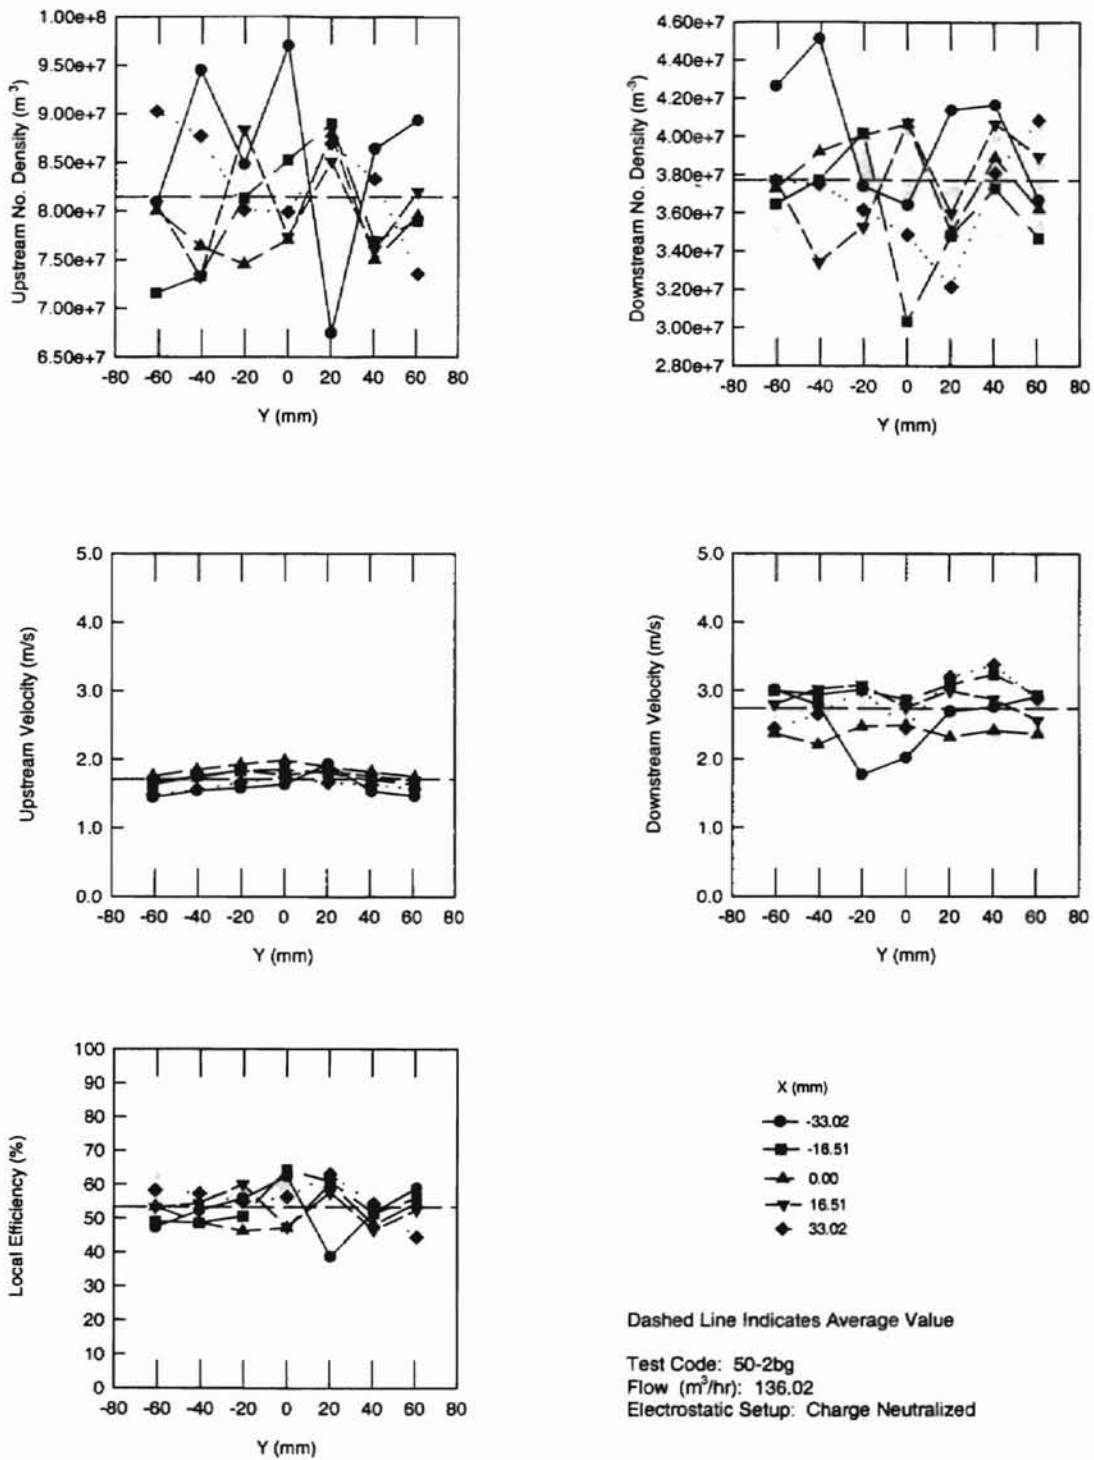 Upstream No. Density (m⁻³)
1.00e+8
9.50e+7
9.00e+7
8.50e+7
8.00e+7
7.50e+7
7.00e+7
6.50e+7
-80 -60 -40 -20 0 20 40 60 80
Y (mm)
Downstream No. Density (m⁻³)
4.60e+7
4.40e+7
4.20e+7
4.00e+7
3.80e+7
3.60e+7
3.40e+7
3.20e+7
3.00e+7
2.80e+7
-80 -60 -40 -20 0 20 40 60 80
Y (mm)
Upstream Velocity (m/s)
5.0
4.0
3.0
2.0
1.0
0.0
-80 -60 -40 -20 0 20 40 60 80
Y (mm)
Downstream Velocity (m/s)
5.0
4.0
3.0
2.0
1.0
0.0
-80 -60 -40 -20 0 20 40 60 80
Y (mm)
Local Efficiency (%)
100
90
80
70
60
50
40
30
20
10
0
-80 -60 -40 -20 0 20 40 60 80
Y (mm)
X (mm)
-33.02
-16.51
0.00
16.51
33.02
Dashed Line Indicates Average Value
Test Code: 50-2bg
Flow (m³/hr): 136.02
Electrostatic Setup: Charge Neutralized